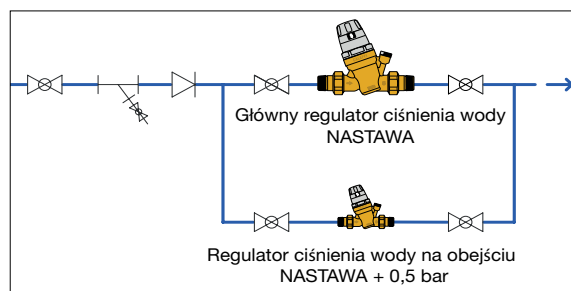 Główny regulator ciśnienia wody
NASTAWA
Regulator ciśnienia wody na obejściu
NASTAWA + 0,5 bar